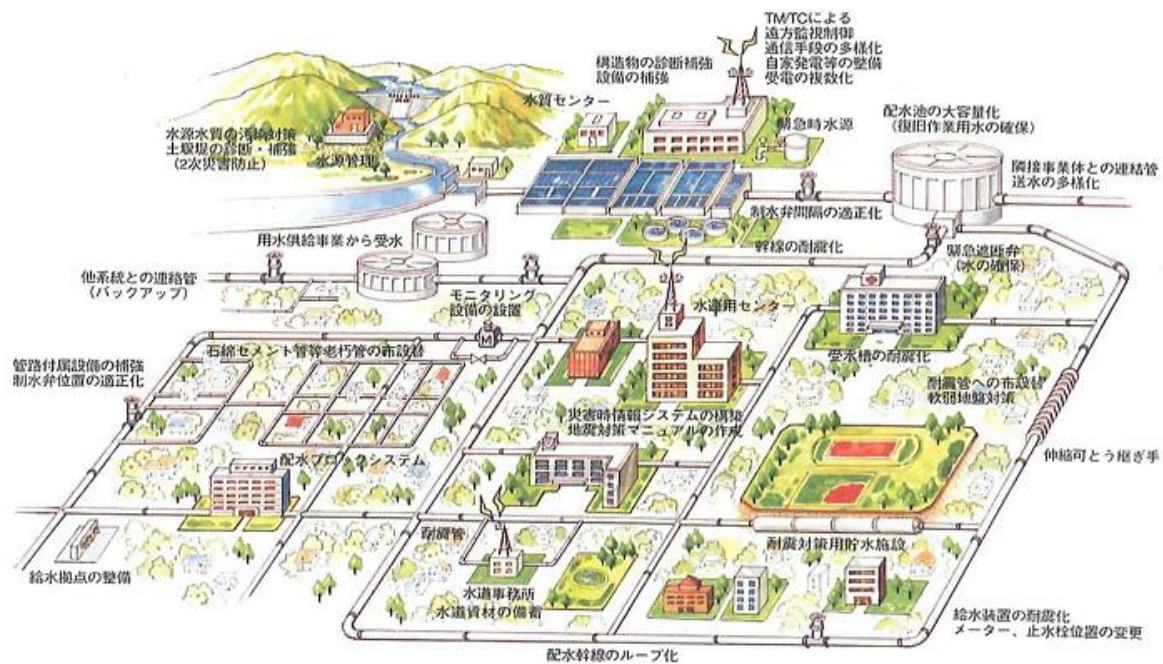 TM/TCによる
遠方監視制御
通信手段の多様化
自家発電等の整備
受電の複数化
構造物の診断補強
設備の補強
水質センター
緊急時水源
配水池の大容量化
(復旧作業用水の確保)
水源水質の汚染対策
土堰堤の診断・補強
(2次災害防止)
水源管理
隣接事業体との連結管
送水の多様化
制水弁間隔の適正化
用水供給事業から受水
幹線の耐震化
緊急遮断弁
(水の確保)
他系統との連絡管
(バックアップ)
モニタリング
設備の設置
水運用センター
M
石綿セメント管等老朽管の布設替
受水槽の耐震化
管路付属設備の補強
制水弁位置の適正化
耐震管への布設替
軟弱地盤対策
災害時情報システムの構築
地震対策マニュアルの作成
伸縮可とう継ぎ手
配水ブロックシステム
耐震管
耐震対策用貯水施設
給水拠点の整備
水道事務所
水道資材の備蓄
給水装置の耐震化
メーター、止水栓位置の変更
配水幹線のループ化